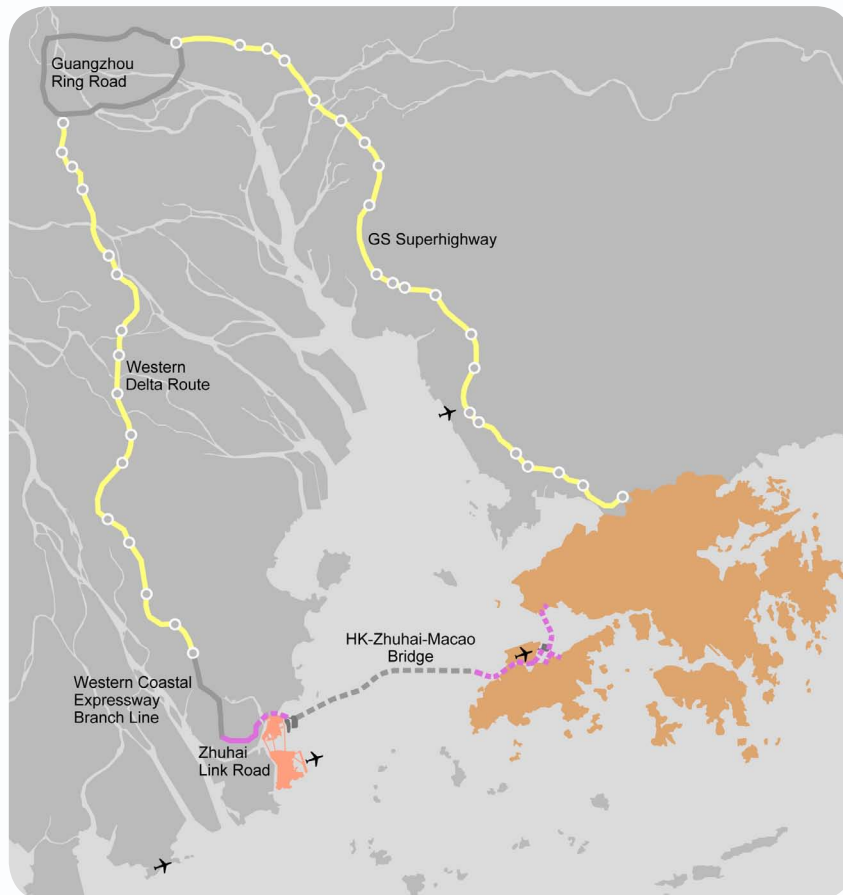 Guangzhou
Ring Road
GS Superhighway
Western
Delta Route
HK-Zhuhai-Macao
Bridge
Western Coastal
Expressway
Branch Line
Zhuhai
Link Road